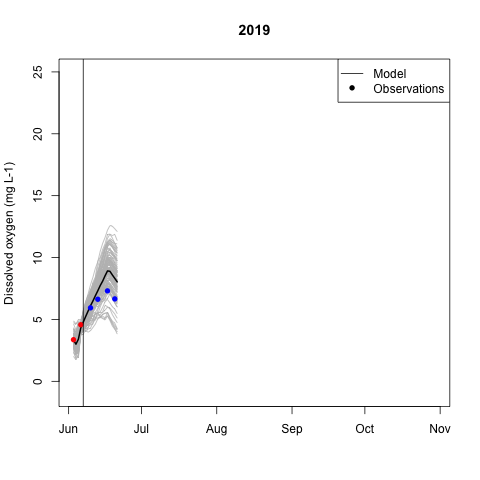 2019
Model
Observations
Dissolved oxygen (mg L-1)
25
20
15
10
5
0
Jun Jul Aug Sep Oct Nov